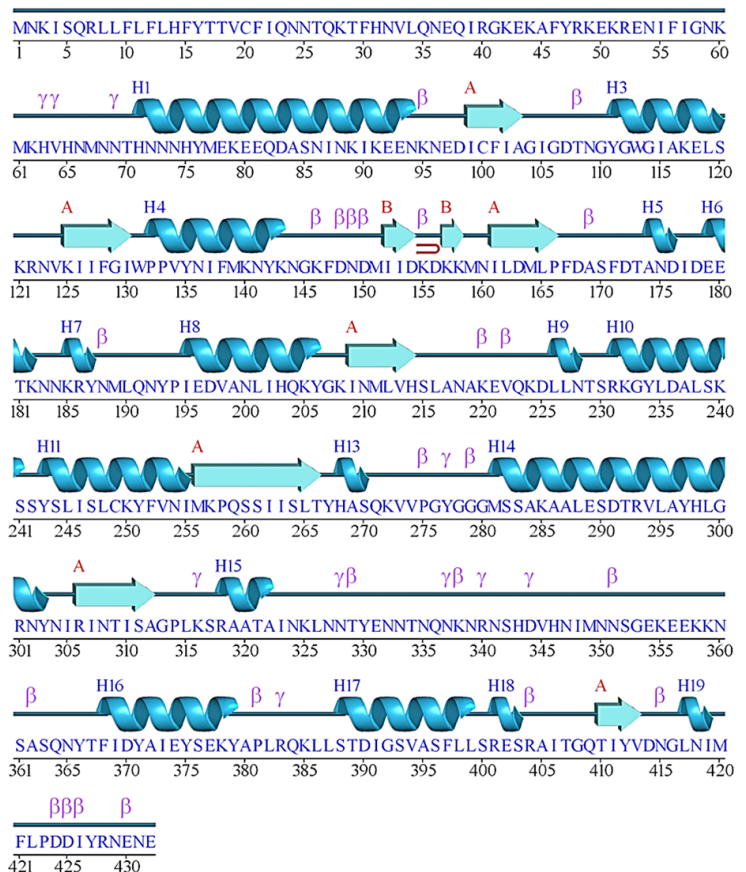 MNKISQRLLFLFLHFYTTVCFIQNNTQKTFHNVLQNEQIRGKEKAFYRKEKRENIFIGNK
1 5 10 15 20 25 30 35 40 45 50 55 60
γγ γ H1 β A β H3
MKHVHNMNNTHNNNHYMEKEEQDASNINKIKEENKNEDICFIAGIGDTNGYGWGIAKELS
61 65 70 75 80 85 90 95 100 105 110 115 120
A H4 β βββ B β B A β H5 H6
KRNVKIIFGIWPPVYNIFMKNYKNGKFDNDMIIDKDKKMNILDMLPFDASFDTANDIDEE
121 125 130 135 140 145 150 155 160 165 170 175 180
H7 β H8 A β β H9 H10
TKNNKRYNMLQNYPIEDVANLIHQKYGKINMLVHSLANAKEVQKDLLNTSRKGYLDALSK
181 185 190 195 200 205 210 215 220 225 230 235 240
H11 A H13 β γ β H14
SSYSLISLCKYFVNIMKPQSSIISLTYHASQKVVPGYGGGMSSAKAALESDTRVLAYHLG
241 245 250 255 260 265 270 275 280 285 290 295 300
A γ H15 γβ γβ γ γ β
RNYNIRINTISAGPLKSRAATAINKLNNTYENNTNQNKNRNSHDVHNIMNNSGEKEEKKN
301 305 310 315 320 325 330 335 340 345 350 355 360
β H16 β γ H17 H18 β A β H19
SASQNYTFIDYAIEYSEKYAPLRQKLLSTDIGSVASFLLSRESRAITGQTIYVDNGLNIM
361 365 370 375 380 385 390 395 400 405 410 415 420
βββ β
FLPDDIYRNENE
421 425 430